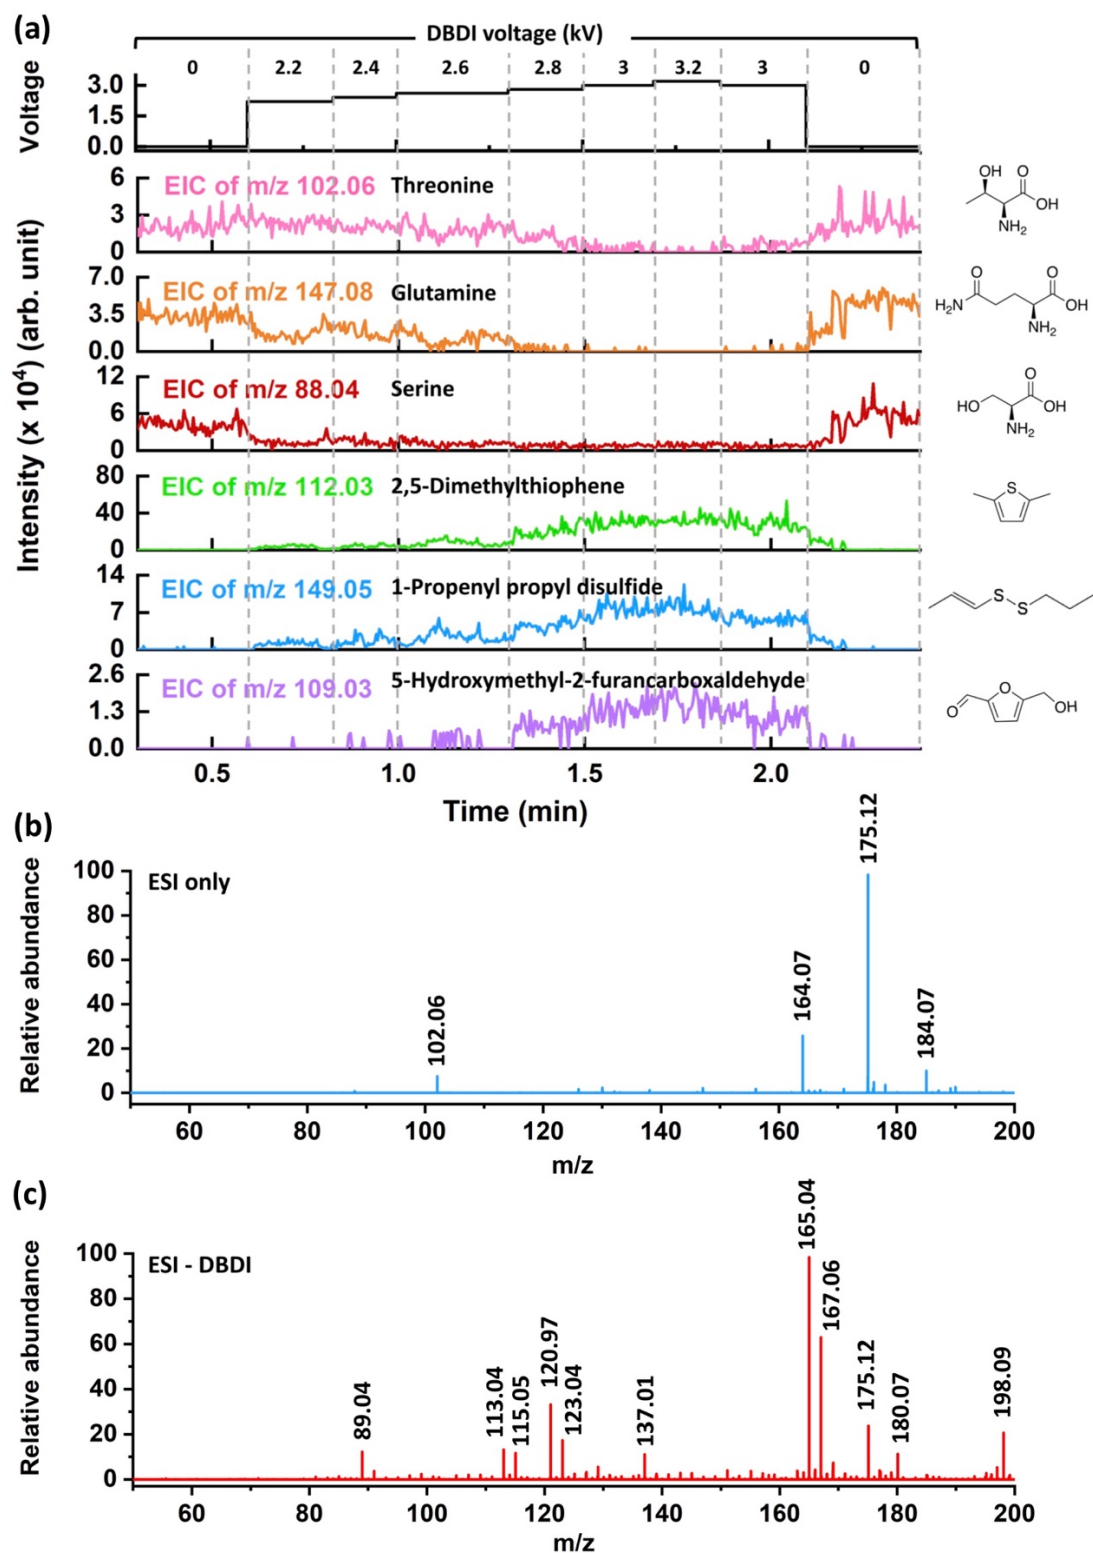 (a)
DBDI voltage (kV)
0 2.2 2.4 2.6 2.8 3 3.2 3 0
Voltage
3.0
1.5
0.0
Intensity (x 10⁴) (arb. unit)
6
3
0
EIC of m/z 102.06 Threonine
OH
O
OH
NH₂
7.0
3.5
0.0
EIC of m/z 147.08 Glutamine
O
O
H₂N
OH
NH₂
12
6
0
EIC of m/z 88.04 Serine
O
HO
OH
NH₂
80
40
0
EIC of m/z 112.03 2,5-Dimethylthiophene
S
14
7
0
EIC of m/z 149.05 1-Propenyl propyl disulfide
S
S
2.6
1.3
0.0
EIC of m/z 109.03 5-Hydroxymethyl-2-furancarboxaldehyde
O
O
OH
0.5 1.0 1.5 2.0
Time (min)
(b)
ESI only
Relative abundance
100
80
60
40
20
0
102.06
164.07
175.12
184.07
60 80 100 120 140 160 180 200
m/z
(c)
ESI - DBDI
Relative abundance
100
80
60
40
20
0
89.04
113.04
115.05
120.97
123.04
137.01
165.04
167.06
175.12
180.07
198.09
60 80 100 120 140 160 180 200
m/z